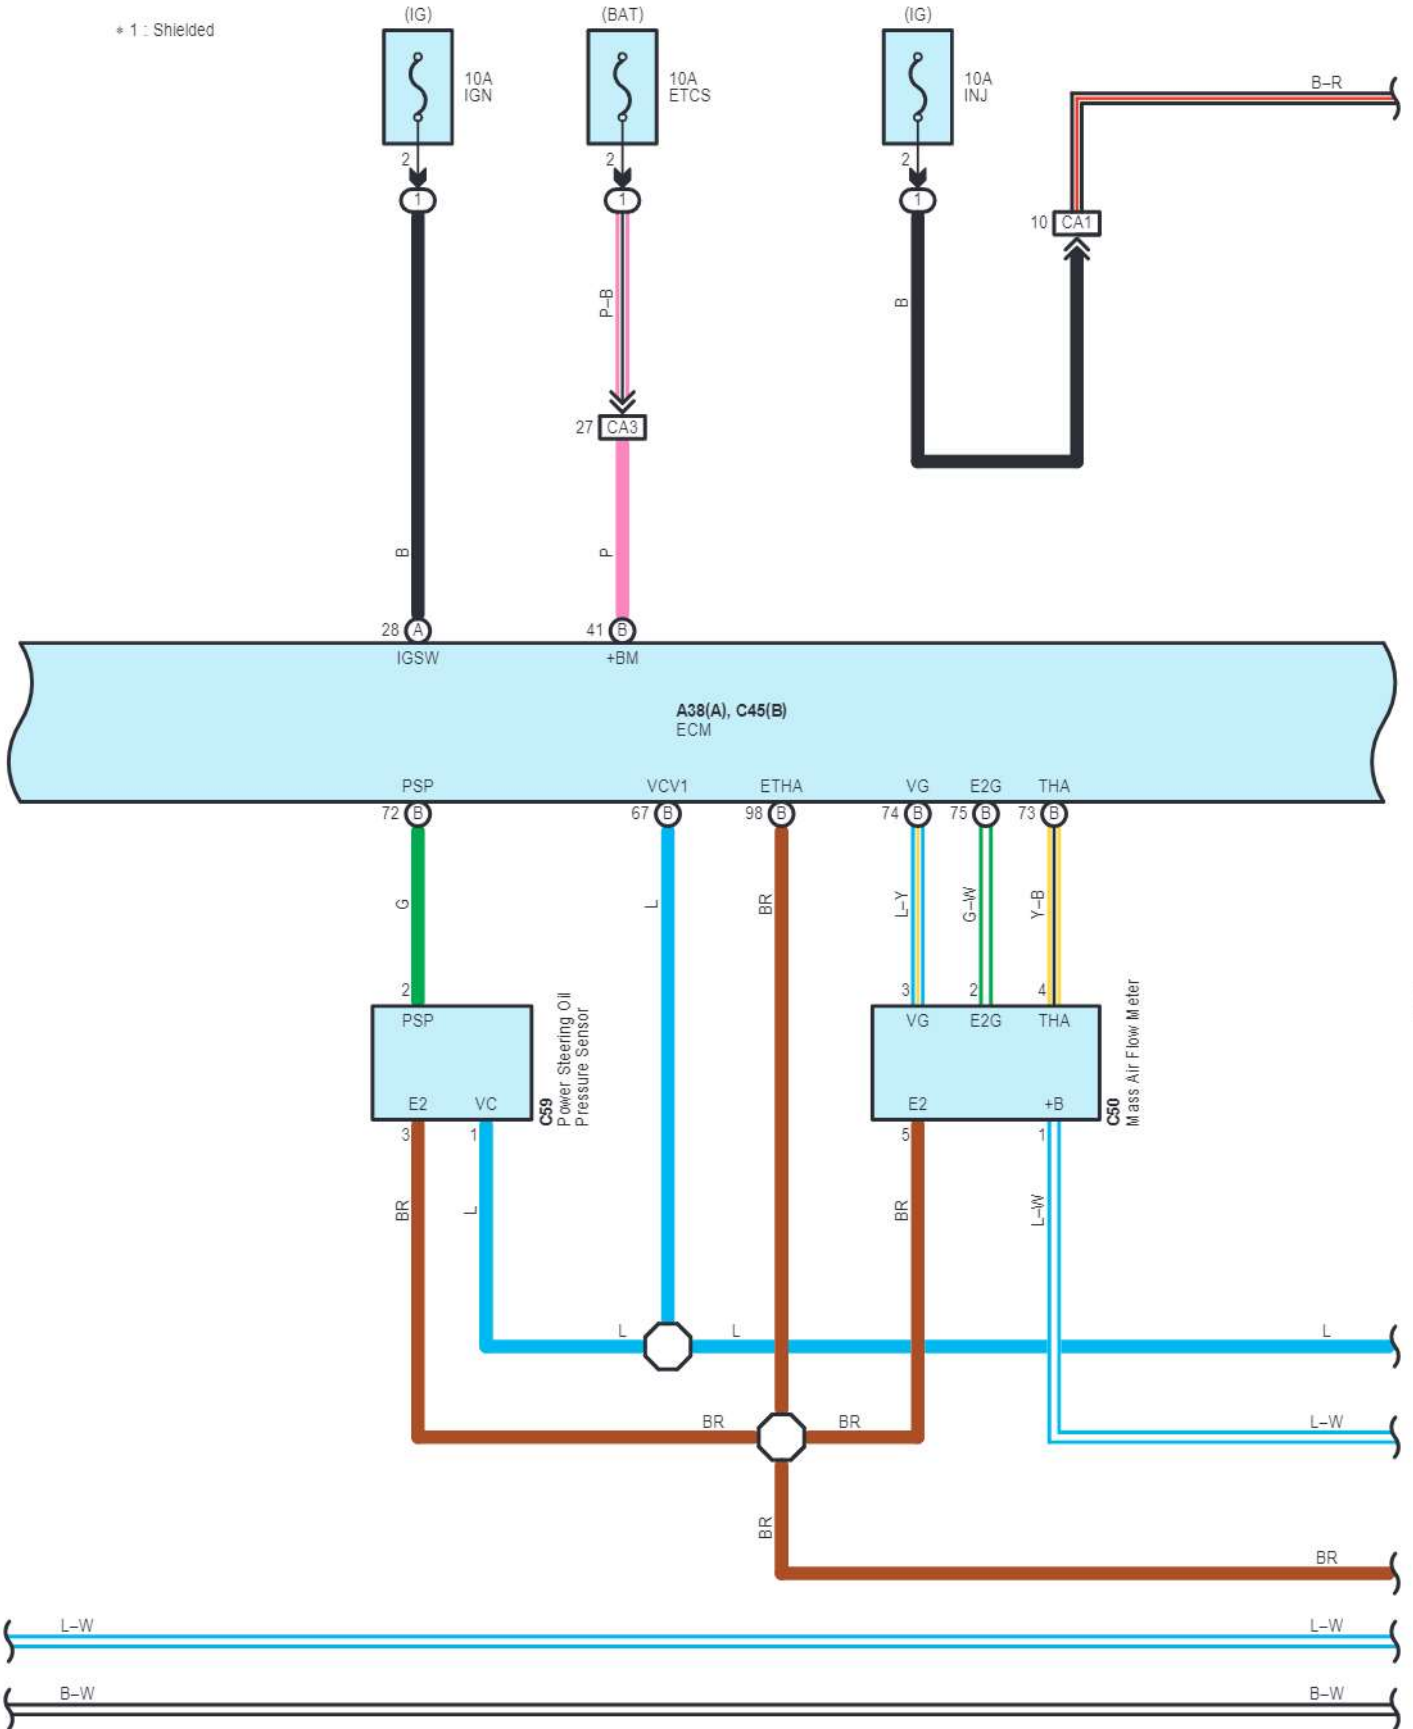 (IG)
(BAT)
(IG)
* 1 : Shielded
10A
IGN
10A
ETCS
10A
INJ
B–R
2
2
2
1
1
1
10 CA1
P–B
B
27 CA3
B
P
28 A
41 B
IGSW
+BM
A38(A), C45(B)
ECM
PSP
VCV1
ETHA
VG
E2G
THA
72 B
67 B
98 B
74 B
75 B
73 B
G
L
BR
L–Y
G–W
Y–B
2
3
2
4
PSP
VG
E2G
THA
E2
VC
C59
Power Steering Oil
Pressure Sensor
E2
+B
C50
Mass Air Flow Meter
3
1
5
1
BR
L
BR
L–W
L
L
L
BR
BR
L–W
BR
BR
L–W
L–W
B–W
B–W